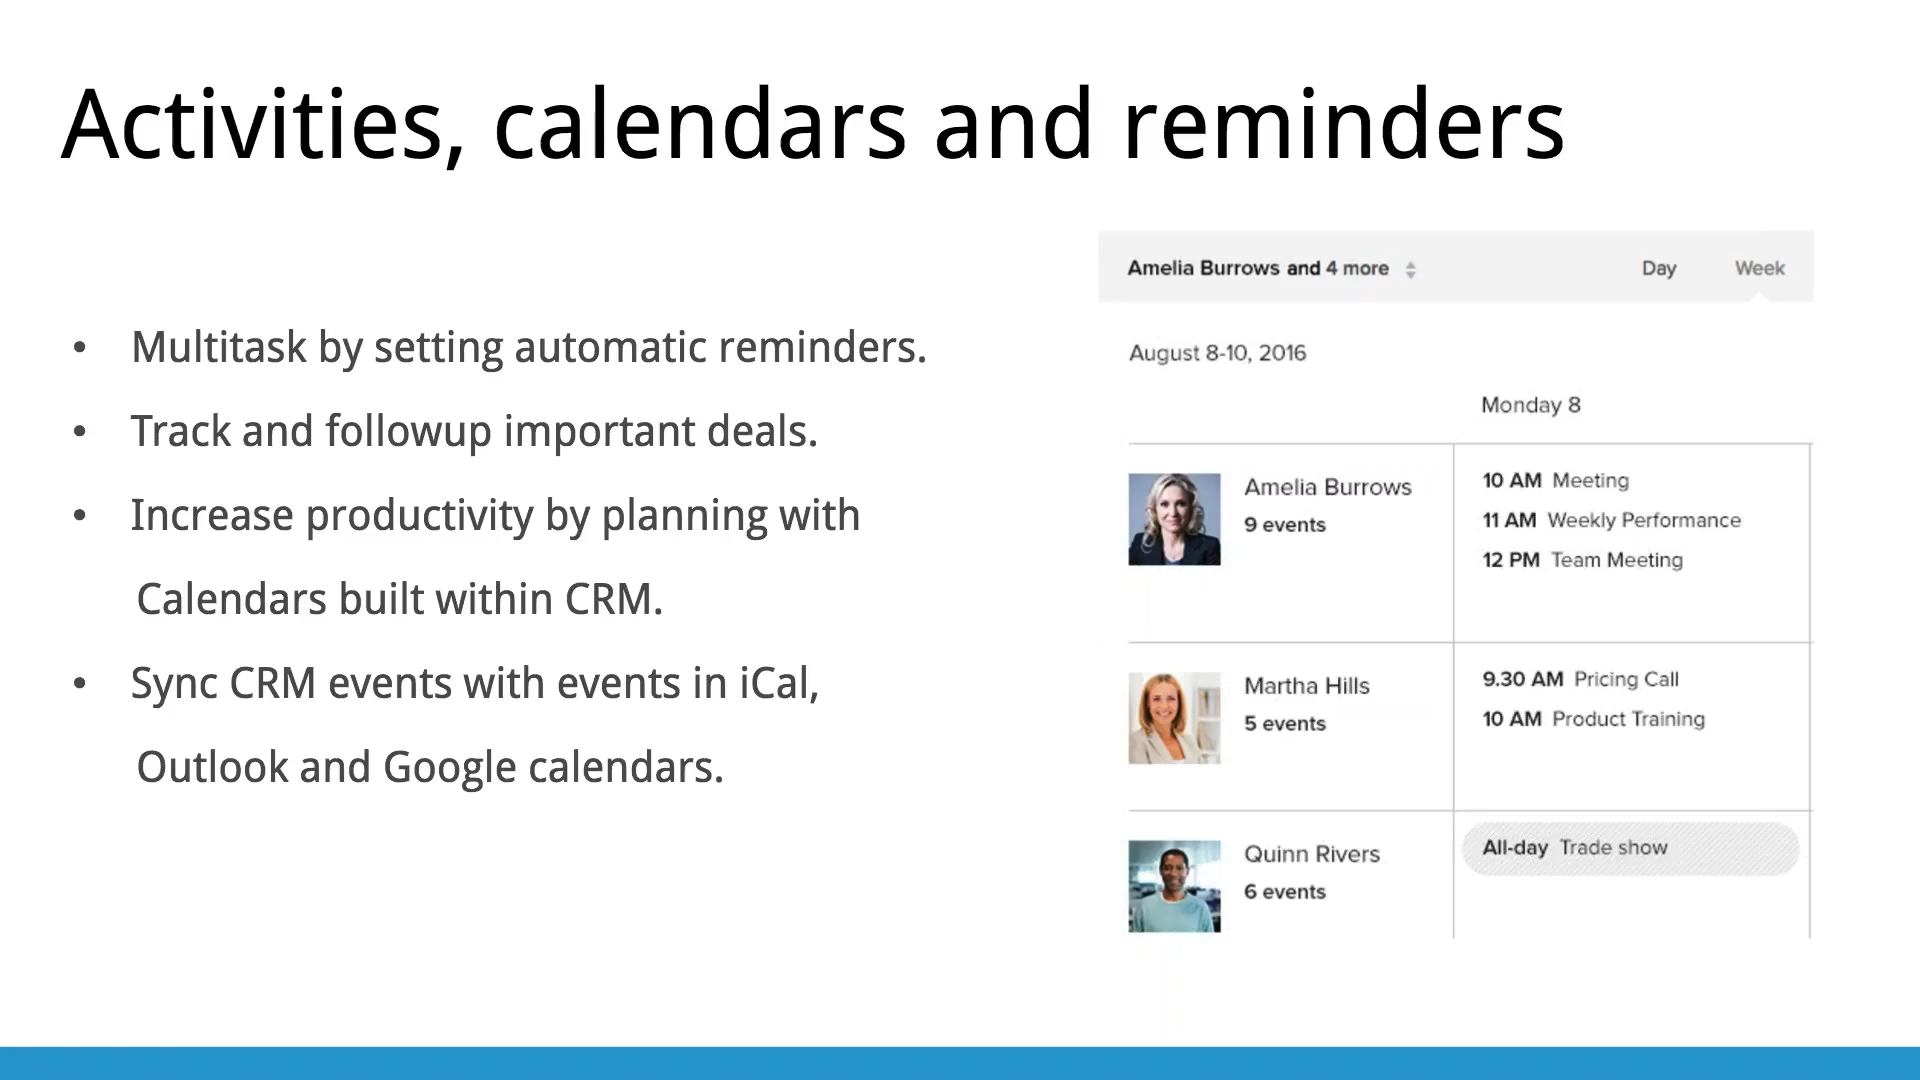 Activities, calendars and reminders
• Multitask by setting automatic reminders.
• Track and followup important deals.
• Increase productivity by planning with
Calendars built within CRM.
• Sync CRM events with events in iCal,
Outlook and Google calendars.
Amelia Burrows and 4 more
Day Week
August 8-10, 2016
Monday 8
Amelia Burrows
9 events
10 AM Meeting
11 AM Weekly Performance
12 PM Team Meeting
Martha Hills
5 events
9.30 AM Pricing Call
10 AM Product Training
Quinn Rivers
6 events
All-day Trade show